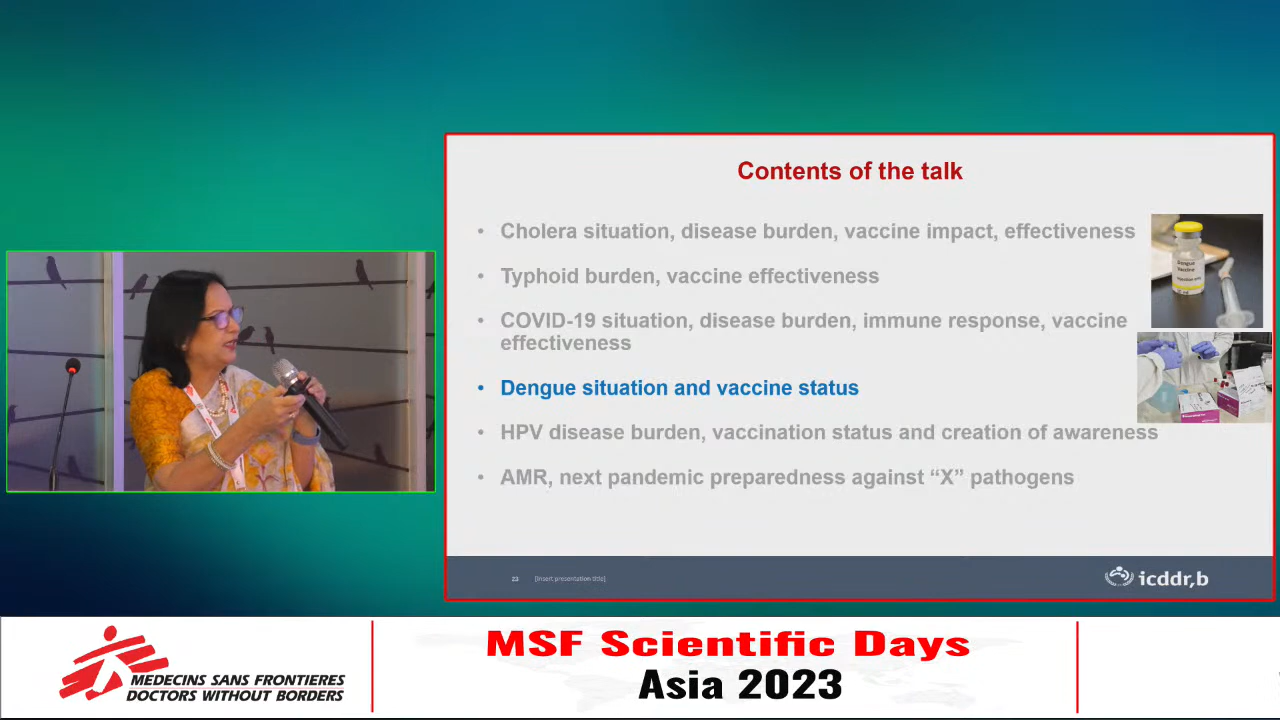 Contents of the talk
• Cholera situation, disease burden, vaccine impact, effectiveness
• Typhoid burden, vaccine effectiveness
• COVID-19 situation, disease burden, immune response, vaccine
effectiveness
• Dengue situation and vaccine status
• HPV disease burden, vaccination status and creation of awareness
• AMR, next pandemic preparedness against “X” pathogens
Dengue
Vaccine
23
[Insert presentation title]
icddr,b
MEDECINS SANS FRONTIERES
DOCTORS WITHOUT BORDERS
MSF Scientific Days
Asia 2023